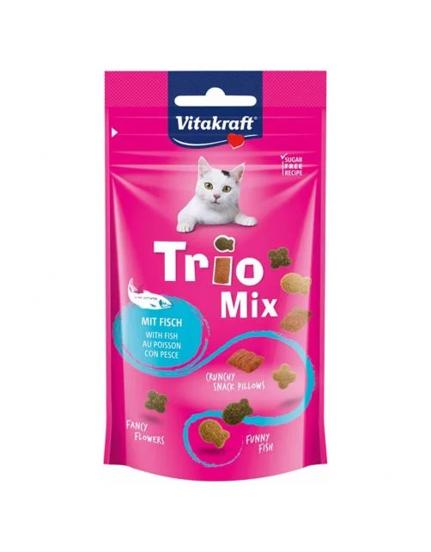 Vitakraft
SUGAR
FREE
RECIPE
Trio
Mix
MIT FISCH
WITH FISH
AU POISSON
CON PESCE
CRUNCHY
SNACK PILLOWS
FANCY
FLOWERS
FUNNY
FISH